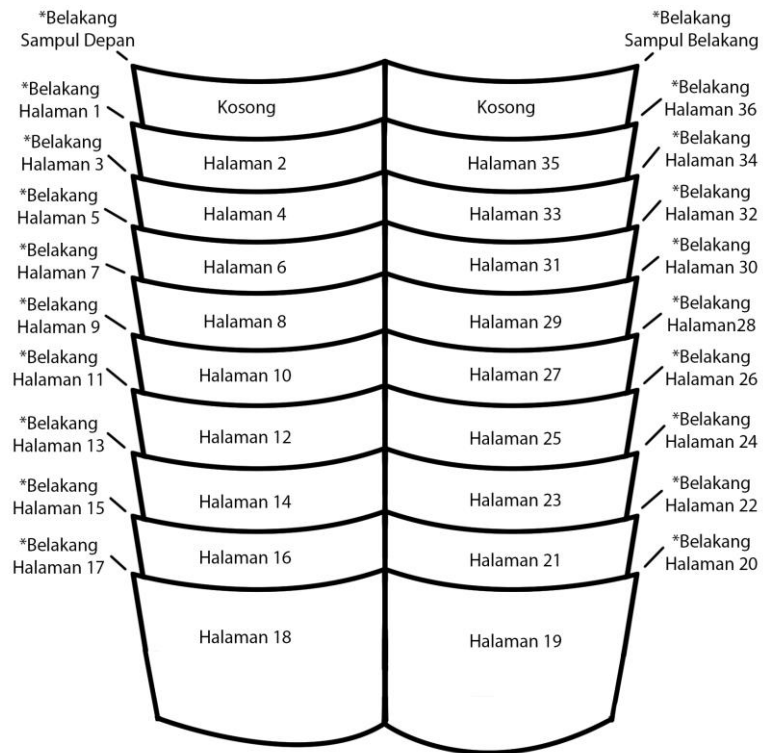 *Belakang
Sampul Depan
*Belakang
Sampul Belakang
*Belakang
Halaman 1
Kosong
Kosong
*Belakang
Halaman 36
*Belakang
Halaman 3
Halaman 2
Halaman 35
*Belakang
Halaman 34
*Belakang
Halaman 5
Halaman 4
Halaman 33
*Belakang
Halaman 32
*Belakang
Halaman 7
Halaman 6
Halaman 31
*Belakang
Halaman 30
*Belakang
Halaman 9
Halaman 8
Halaman 29
*Belakang
Halaman28
*Belakang
Halaman 11
Halaman 10
Halaman 27
*Belakang
Halaman 26
*Belakang
Halaman 13
Halaman 12
Halaman 25
*Belakang
Halaman 24
*Belakang
Halaman 15
Halaman 14
Halaman 23
*Belakang
Halaman 22
*Belakang
Halaman 17
Halaman 16
Halaman 21
*Belakang
Halaman 20
Halaman 18
Halaman 19